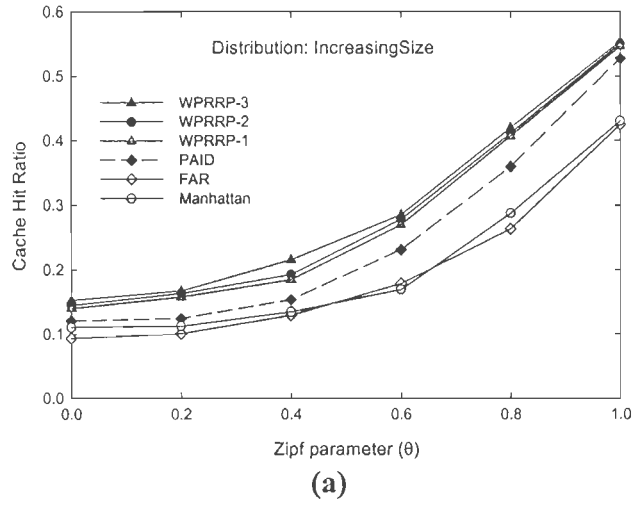 0.6
Distribution: IncreasingSize
0.5
WPRRP-3
WPRRP-2
WPRRP-1
0.4
PAID
FAR
Manhattan
Cache Hit Ratio
0.3
0.2
0.1
0.0
0.0 0.2 0.4 0.6 0.8 1.0
Zipf parameter (θ)
(a)